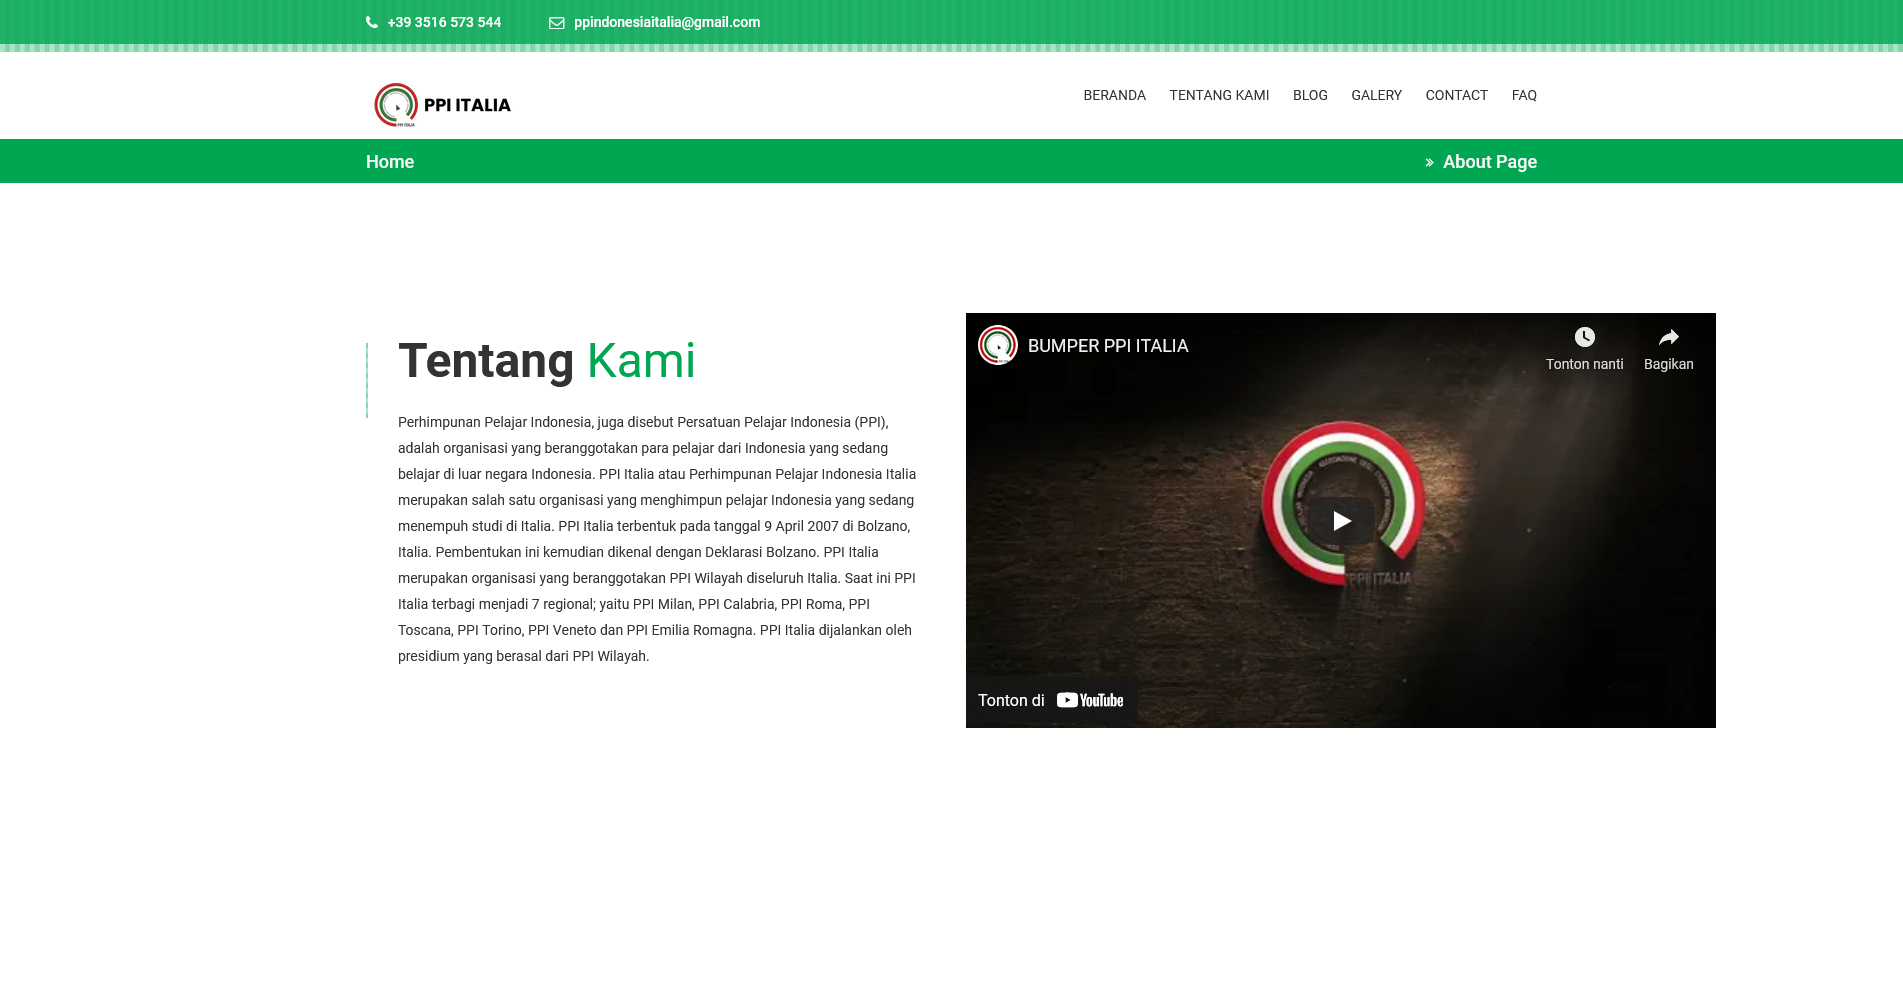 +39 3516 573 544
ppindonesiaitalia@gmail.com
PPI ITALIA
PPI ITALIA
BERANDA
TENTANG KAMI
BLOG
GALERY
CONTACT
FAQ
Home
» About Page
Tentang Kami
Perhimpunan Pelajar Indonesia, juga disebut Persatuan Pelajar Indonesia (PPI),
adalah organisasi yang beranggotakan para pelajar dari Indonesia yang sedang
belajar di luar negara Indonesia. PPI Italia atau Perhimpunan Pelajar Indonesia Italia
merupakan salah satu organisasi yang menghimpun pelajar Indonesia yang sedang
menempuh studi di Italia. PPI Italia terbentuk pada tanggal 9 April 2007 di Bolzano,
Italia. Pembentukan ini kemudian dikenal dengan Deklarasi Bolzano. PPI Italia
merupakan organisasi yang beranggotakan PPI Wilayah diseluruh Italia. Saat ini PPI
Italia terbagi menjadi 7 regional; yaitu PPI Milan, PPI Calabria, PPI Roma, PPI
Toscana, PPI Torino, PPI Veneto dan PPI Emilia Romagna. PPI Italia dijalankan oleh
presidium yang berasal dari PPI Wilayah.
BUMPER PPI ITALIA
Tonton nanti
Bagikan
PPI ITALIA
Tonton di YouTube